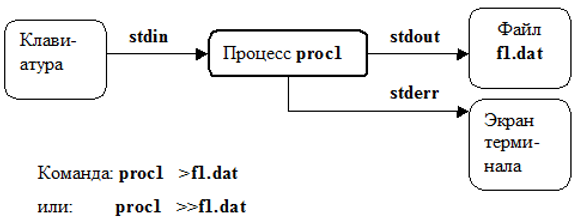 Клави-
атура
stdin
Процесс proc1
stdout
Файл
f1.dat
stderr
Экран
терми-
нала
Команда: proc1 >f1.dat
или: proc1 >>f1.dat